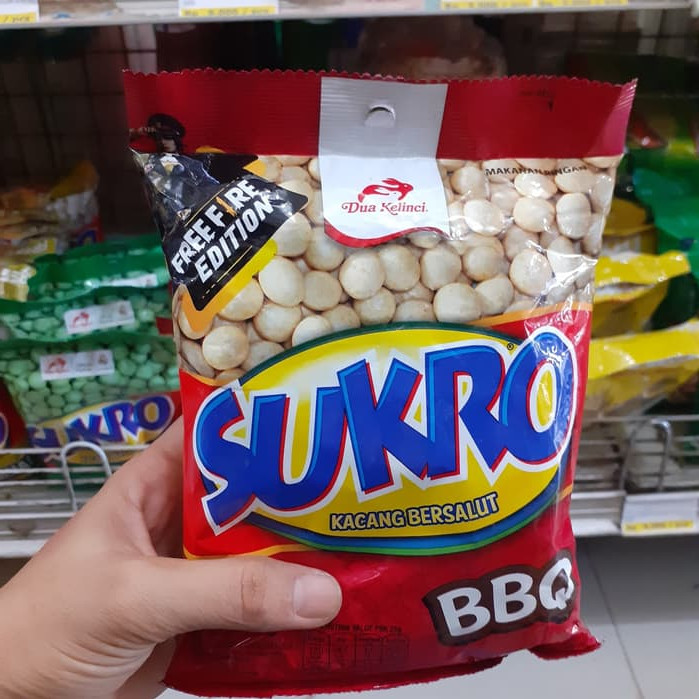 FREE FIRE
EDITION
Dua Kelinci
MAKANAN RINGAN
SUKRO
KACANG BERSALUT
BBQ
SUKRO